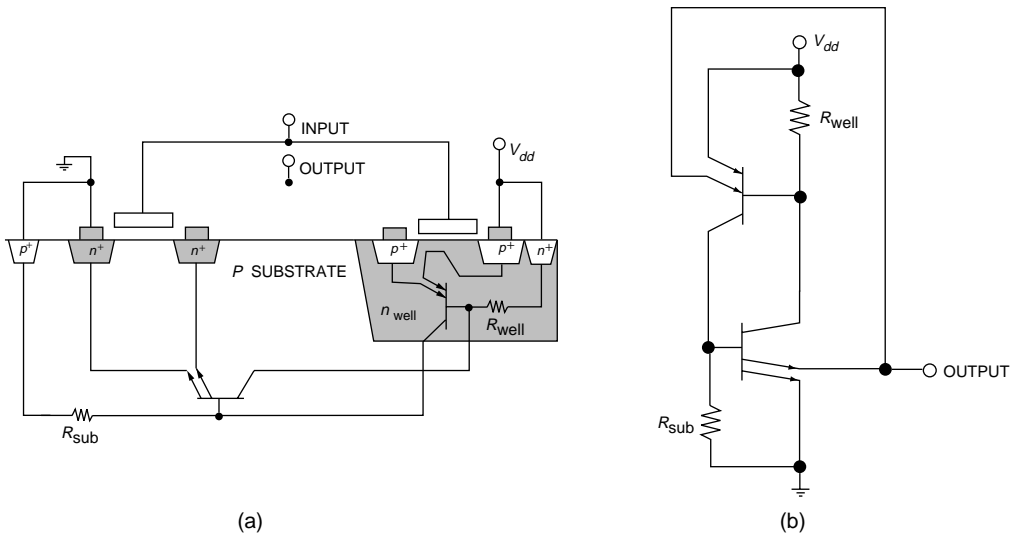 INPUT
OUTPUT
V_dd
p+
n+
n+
p+
p+
n+
P SUBSTRATE
n well
R_well
R_sub
(a)
V_dd
R_well
R_sub
OUTPUT
(b)